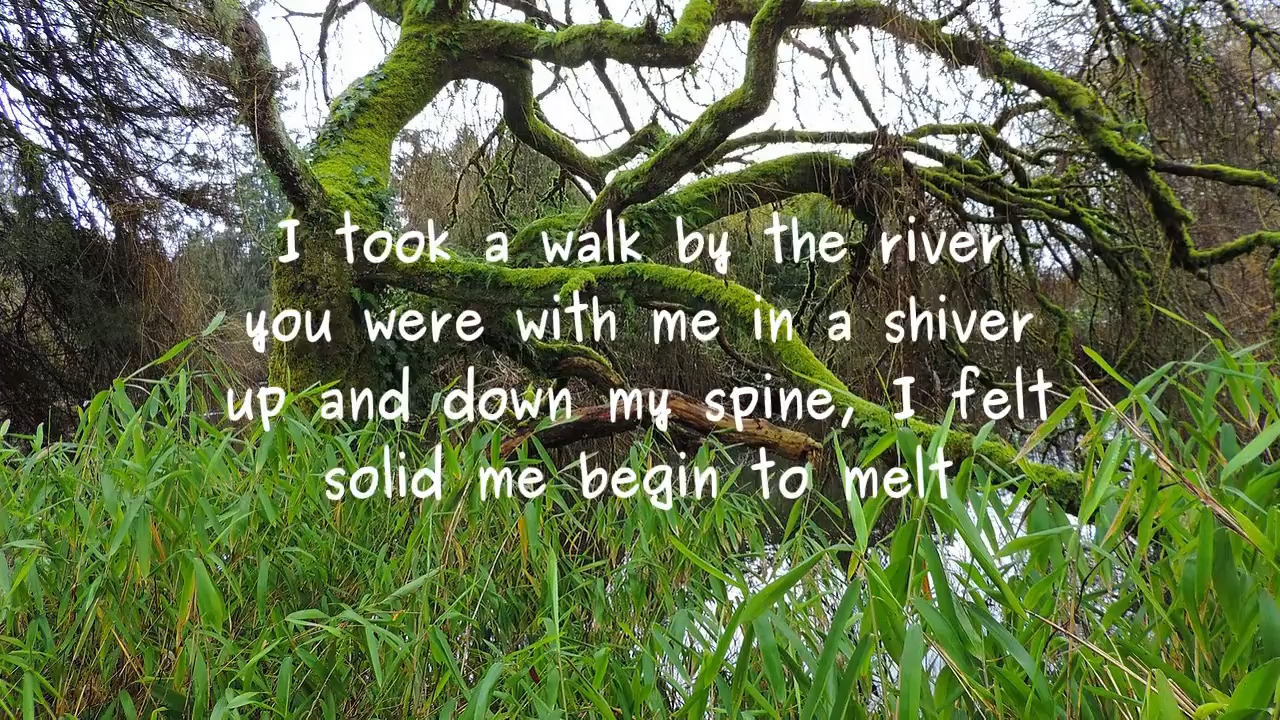 I took a walk by the river
you were with me in a shiver
up and down my spine, I felt
solid me begin to melt